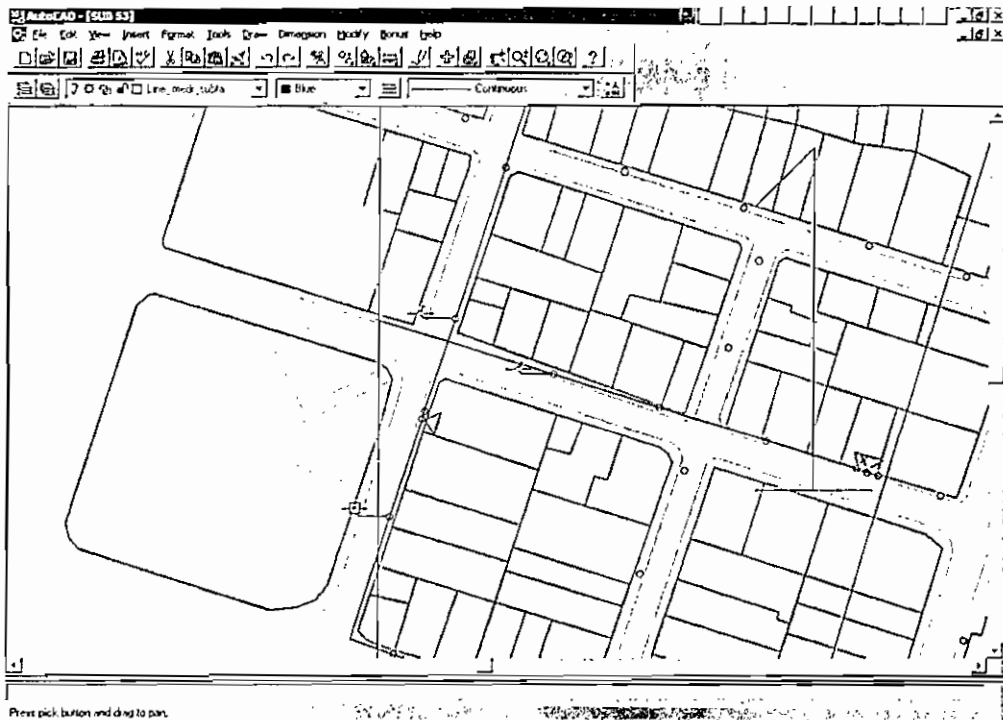 AutoCAD - [SUB 53]
File Edit View Insert Format Tools Draw Dimension Modify Bonus Help
Blue Continuous
Press pick button and drag to pan.